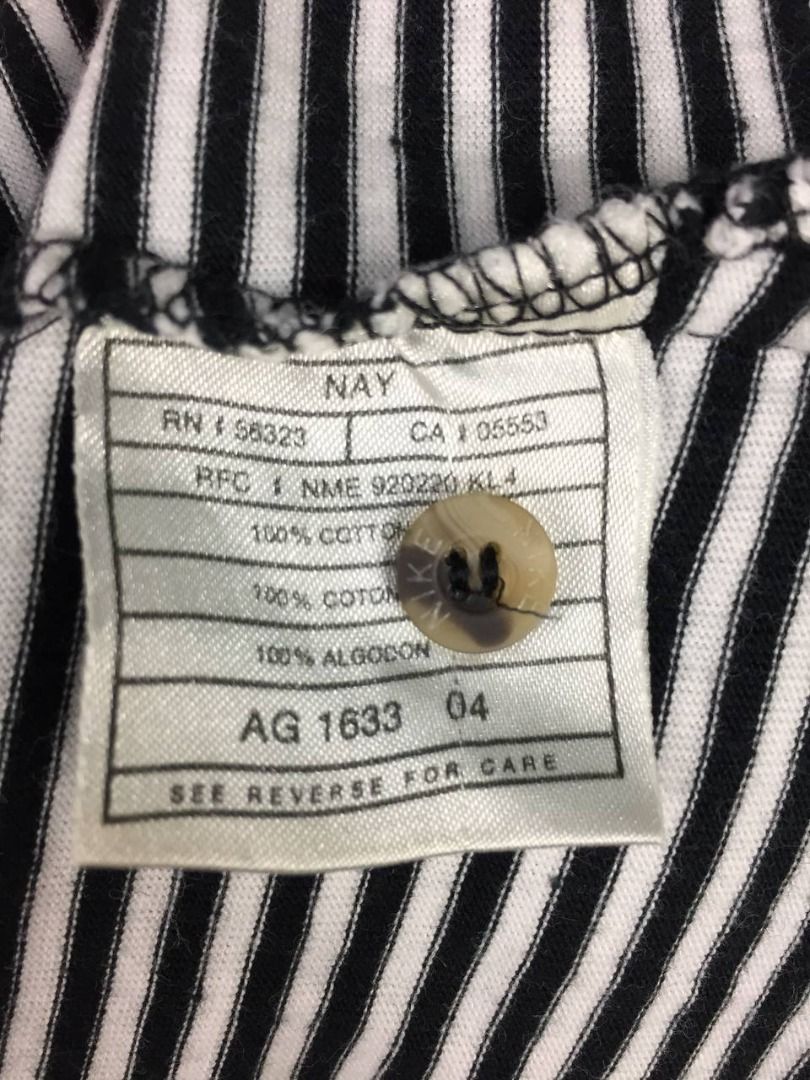 NAY
RN # 56323 CA # 05553
RFC # NME 920220 KL4
100% COTTON
100% COTON
100% ALGODON
NIKE
AG 1633 04
SEE REVERSE FOR CARE